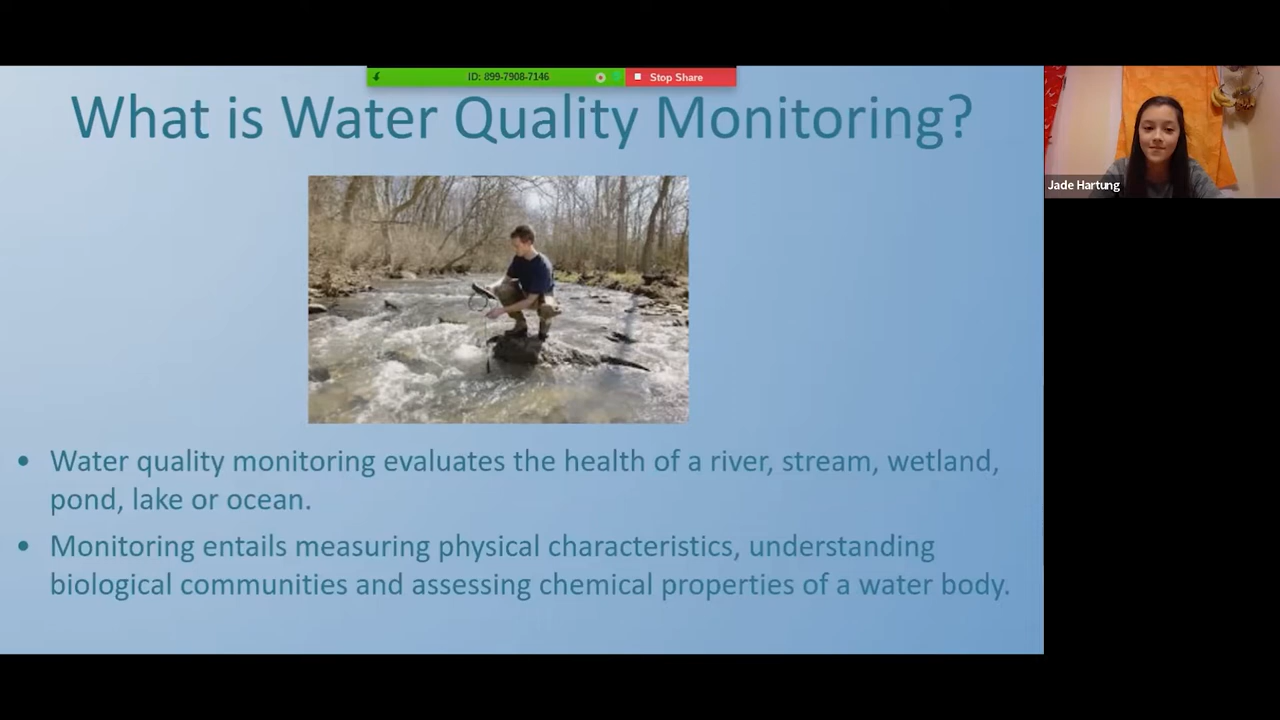 ID: 899-7908-7146
Stop Share
What is Water Quality Monitoring?
Jade Hartung
• Water quality monitoring evaluates the health of a river, stream, wetland,
pond, lake or ocean.
• Monitoring entails measuring physical characteristics, understanding
biological communities and assessing chemical properties of a water body.